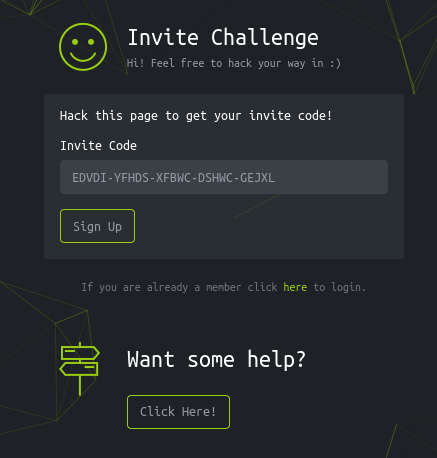 Invite Challenge
Hi! Feel free to hack your way in :)
Hack this page to get your invite code!
Invite Code
EDVDI-YFHDS-XFBWC-DSHWC-GEJXL
Sign Up
If you are already a member click here to login.
Want some help?
Click Here!